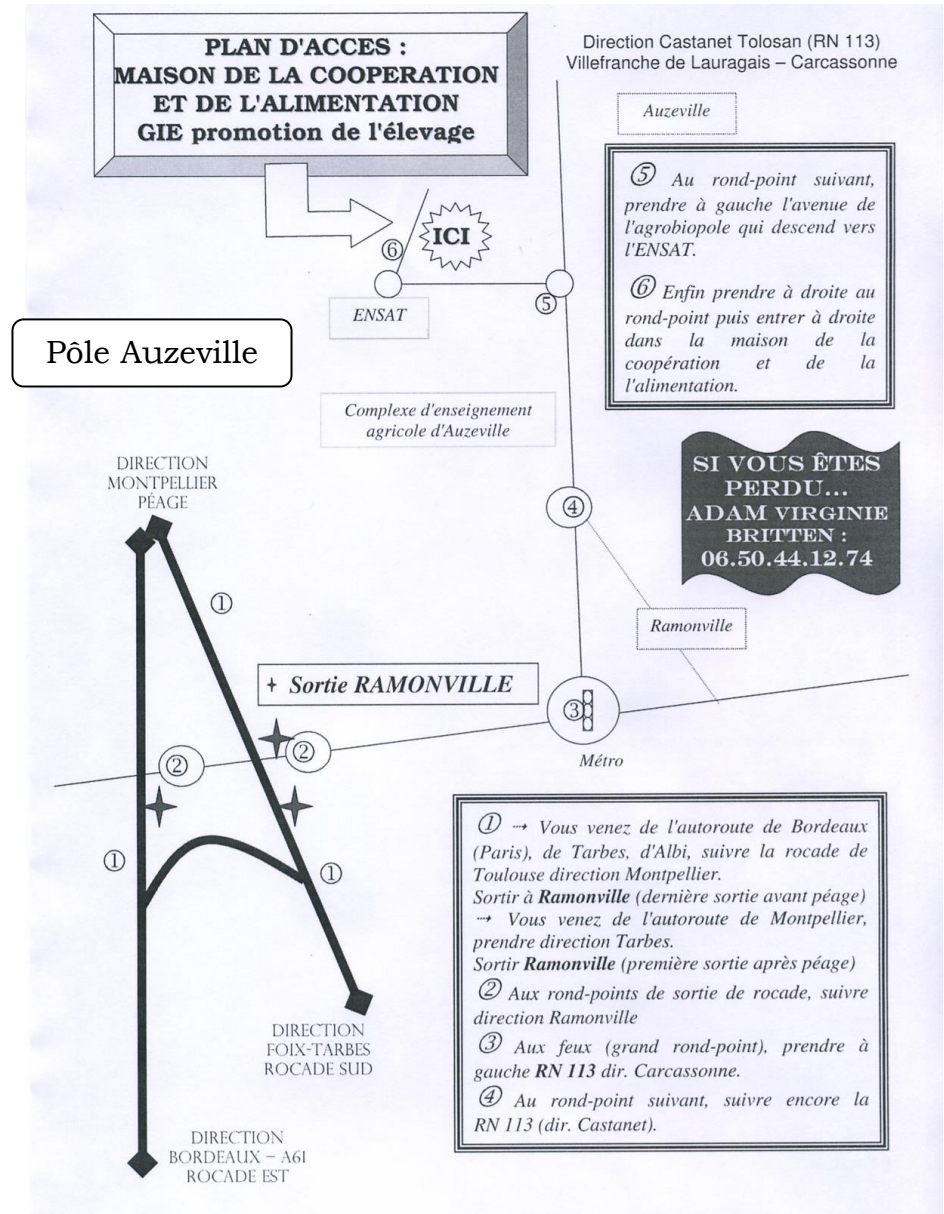 PLAN D'ACCES :
MAISON DE LA COOPERATION
ET DE L'ALIMENTATION
GIE promotion de l'élevage
Direction Castanet Tolosan (RN 113)
Villefranche de Lauragais – Carcassonne
Auzeville
⑤ Au rond-point suivant,
prendre à gauche l'avenue de
l'agrobiopole qui descend vers
l'ENSAT.
⑥ Enfin prendre à droite au
rond-point puis entrer à droite
dans la maison de la
coopération et de la
l'alimentation.
ICI
⑥
ENSAT
⑤
Pôle Auzeville
Complexe d'enseignement
agricole d'Auzeville
DIRECTION
MONTPELLIER
PÉAGE
SI VOUS ÊTES
PERDU...
ADAM VIRGINIE
BRITTEN :
06.50.44.12.74
④
①
Ramonville
Sortie RAMONVILLE
③
②
②
Métro
①
①
① → Vous venez de l'autoroute de Bordeaux
(Paris), de Tarbes, d'Albi, suivre la rocade de
Toulouse direction Montpellier.
Sortir à Ramonville (dernière sortie avant péage)
→ Vous venez de l'autoroute de Montpellier,
prendre direction Tarbes.
Sortir Ramonville (première sortie après péage)
② Aux rond-points de sortie de rocade, suivre
direction Ramonville
③ Aux feux (grand rond-point), prendre à
gauche RN 113 dir. Carcassonne.
④ Au rond-point suivant, suivre encore la
RN 113 (dir. Castanet).
DIRECTION
FOIX-TARBES
ROCADE SUD
DIRECTION
BORDEAUX – A61
ROCADE EST